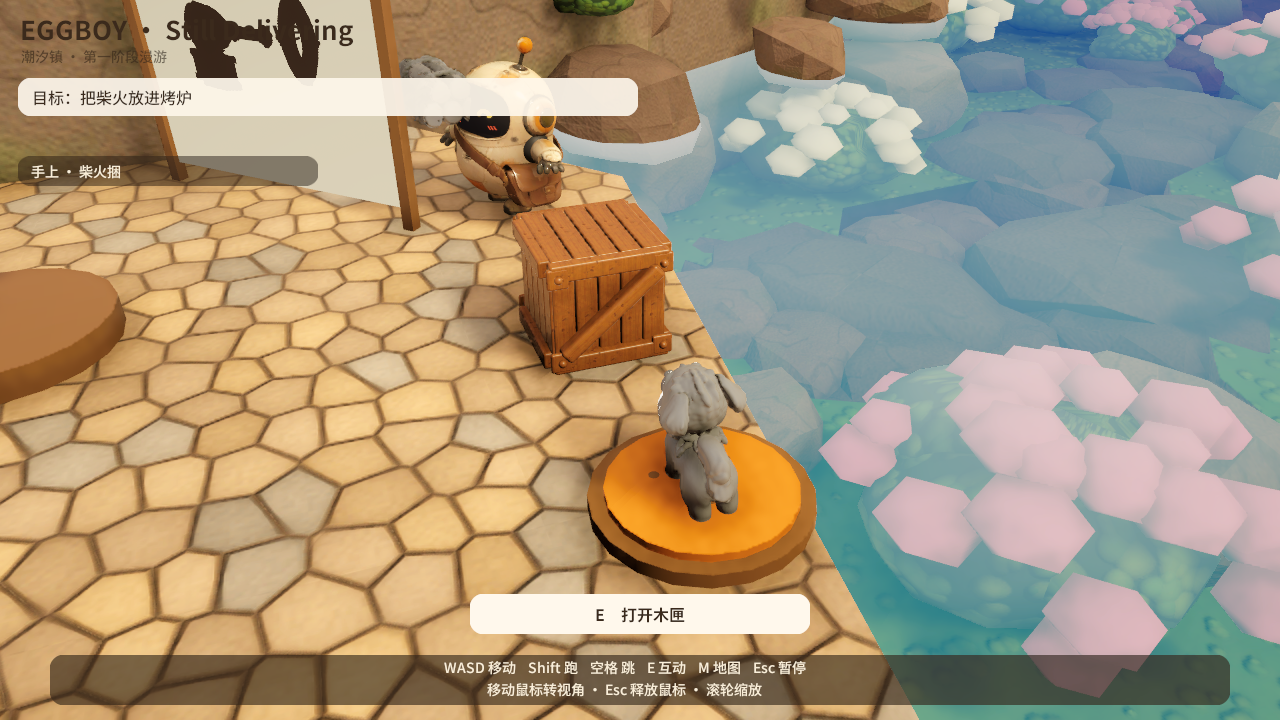 EGGBOY · Still Delivering
潮汐镇 · 第一阶段漫游
目标：把柴火放进烤炉
手上 · 柴火捆
E 打开木匣
WASD 移动 Shift 跑 空格 跳 E 互动 M 地图 Esc 暂停
移动鼠标转视角 · Esc 释放鼠标 · 滚轮缩放